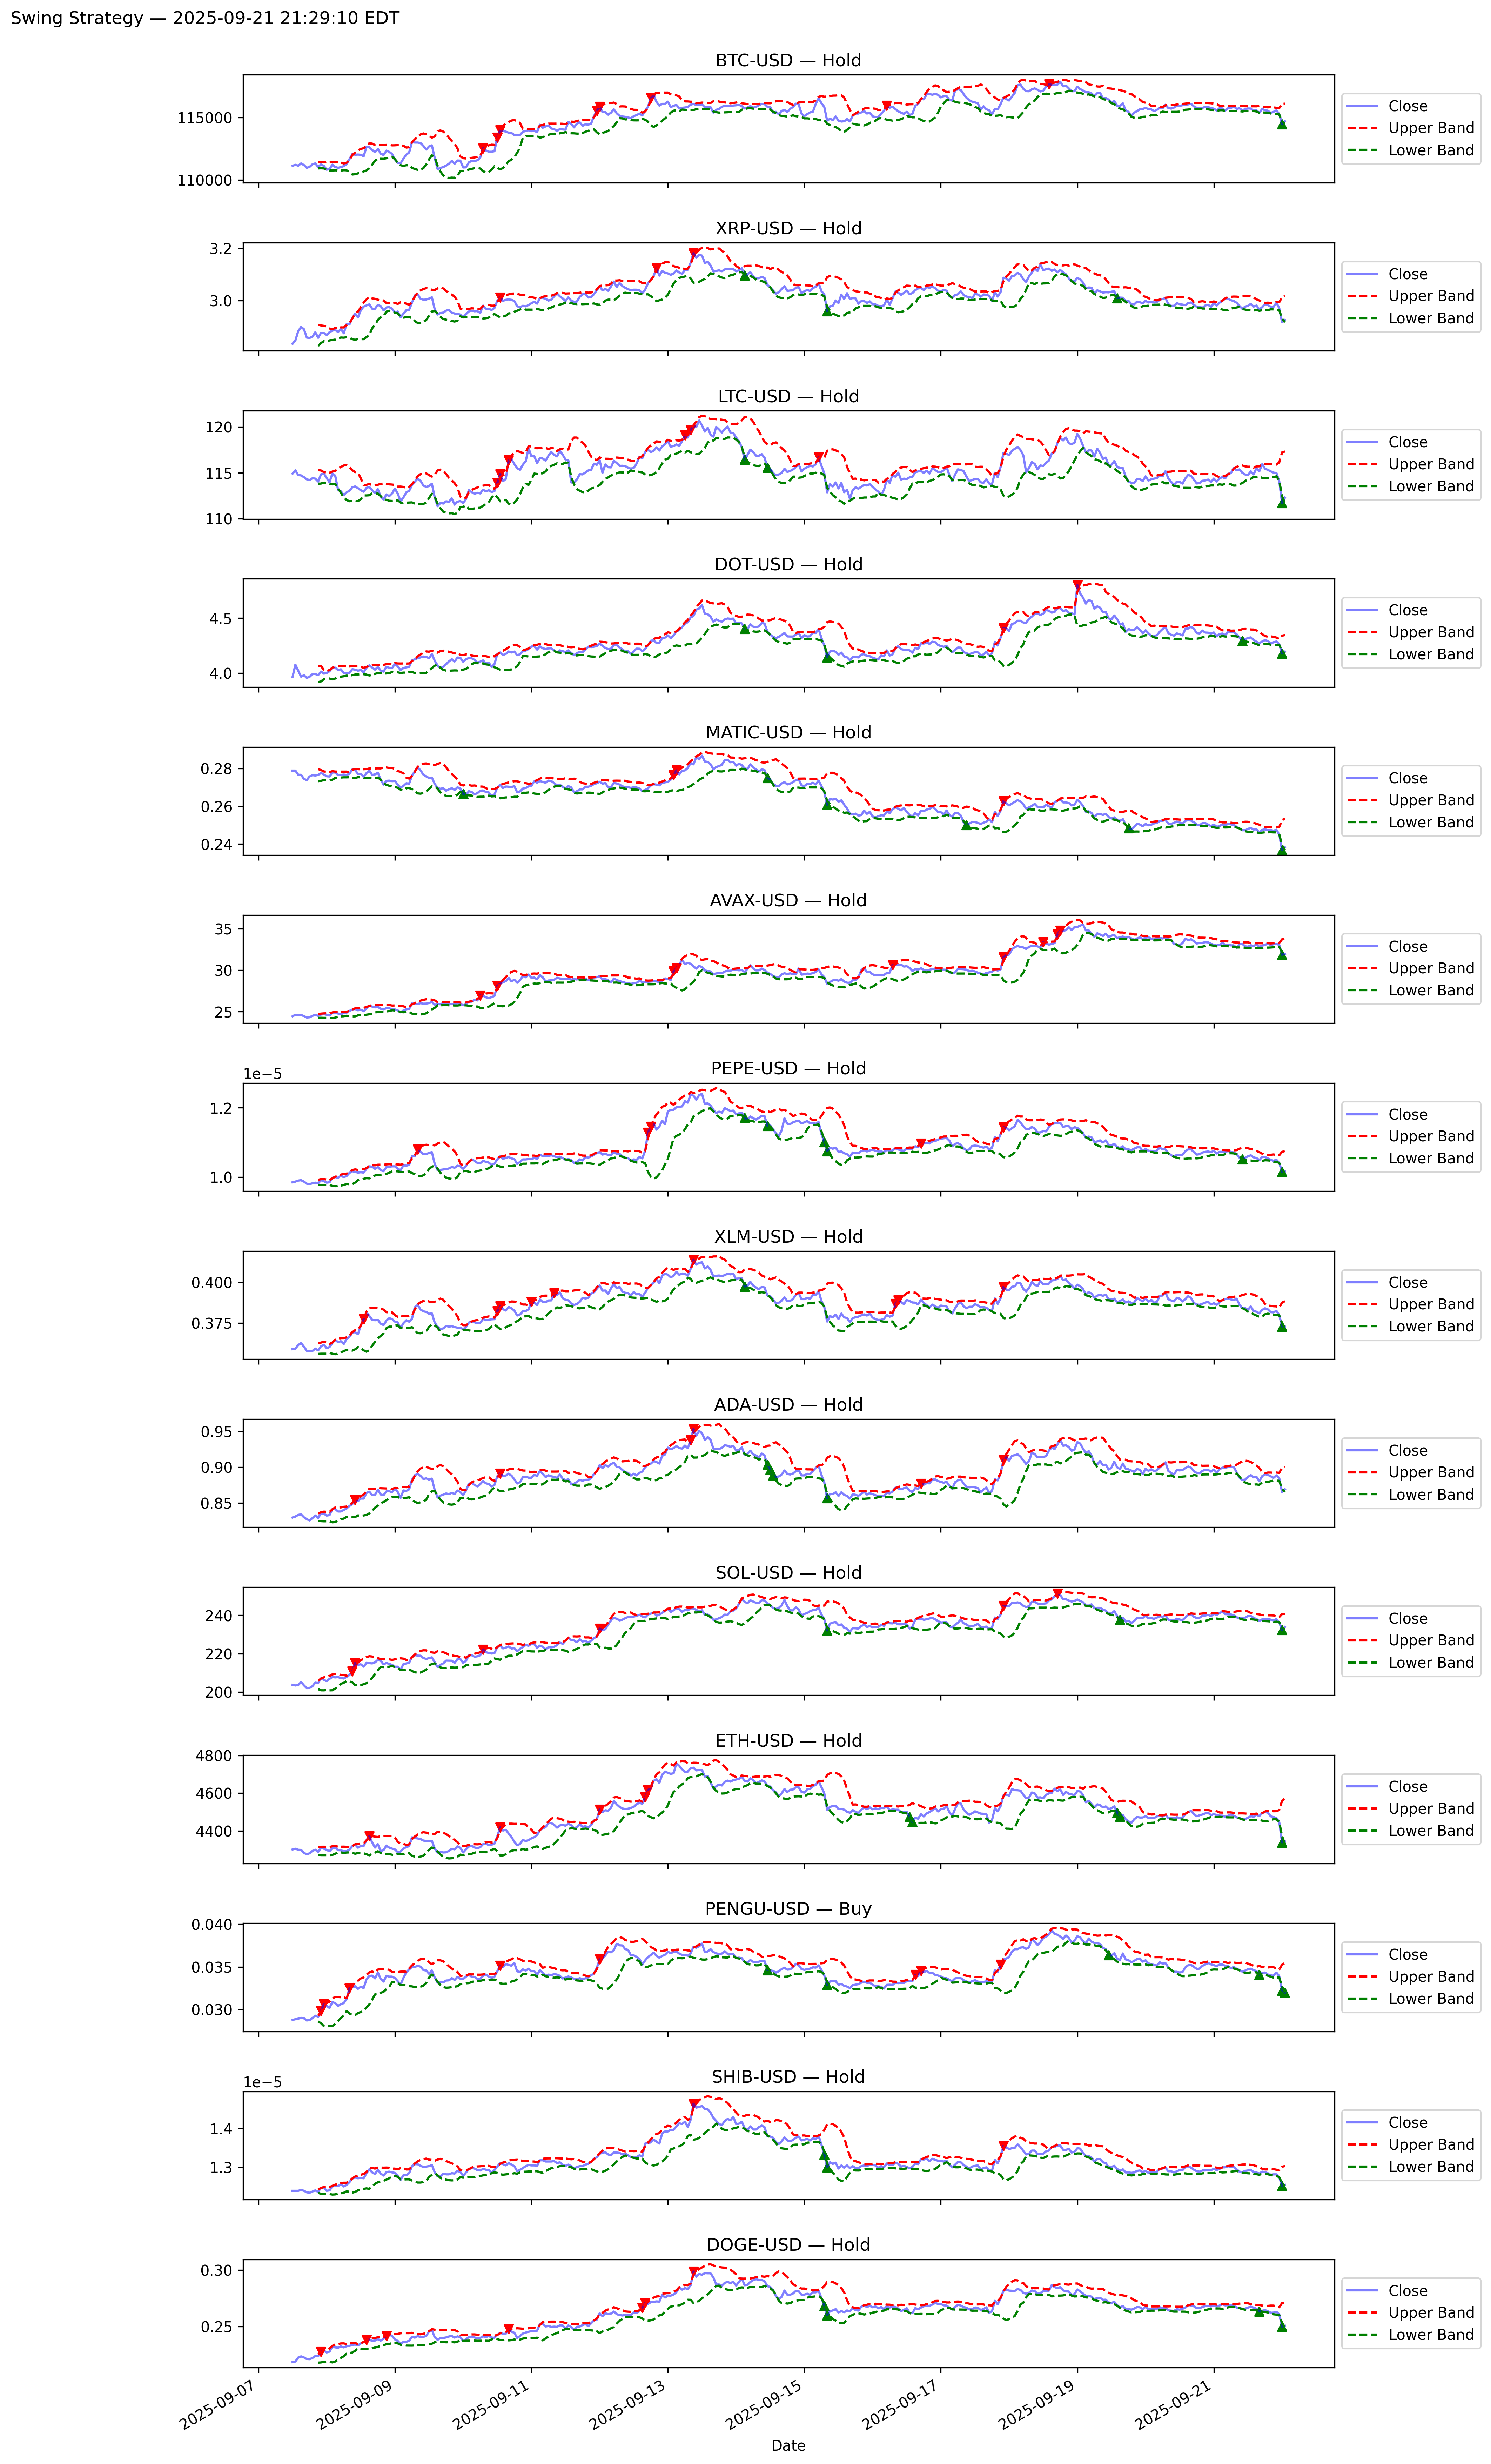 Swing Strategy — 2025-09-21 21:29:10 EDT
BTC-USD — Hold
115000
110000
Close
Upper Band
Lower Band
XRP-USD — Hold
3.2
3.0
Close
Upper Band
Lower Band
LTC-USD — Hold
120
115
110
Close
Upper Band
Lower Band
DOT-USD — Hold
4.5
4.0
Close
Upper Band
Lower Band
MATIC-USD — Hold
0.28
0.26
0.24
Close
Upper Band
Lower Band
AVAX-USD — Hold
35
30
25
Close
Upper Band
Lower Band
PEPE-USD — Hold
1e−5
1.2
1.0
Close
Upper Band
Lower Band
XLM-USD — Hold
0.400
0.375
Close
Upper Band
Lower Band
ADA-USD — Hold
0.95
0.90
0.85
Close
Upper Band
Lower Band
SOL-USD — Hold
240
220
200
Close
Upper Band
Lower Band
ETH-USD — Hold
4800
4600
4400
Close
Upper Band
Lower Band
PENGU-USD — Buy
0.040
0.035
0.030
Close
Upper Band
Lower Band
SHIB-USD — Hold
1e−5
1.4
1.3
Close
Upper Band
Lower Band
DOGE-USD — Hold
0.30
0.25
Close
Upper Band
Lower Band
2025-09-07
2025-09-09
2025-09-11
2025-09-13
2025-09-15
2025-09-17
2025-09-19
2025-09-21
Date